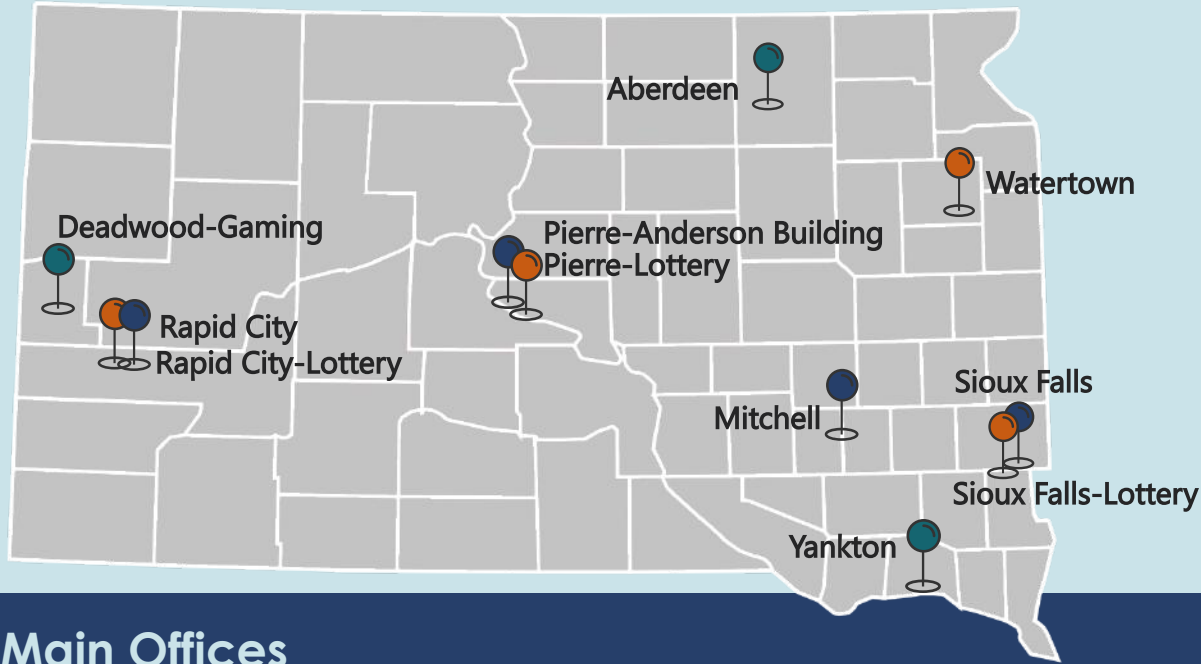 Aberdeen
Watertown
Deadwood-Gaming
Pierre-Anderson Building
Pierre-Lottery
Rapid City
Rapid City-Lottery
Sioux Falls
Mitchell
Sioux Falls-Lottery
Yankton
Main Offices